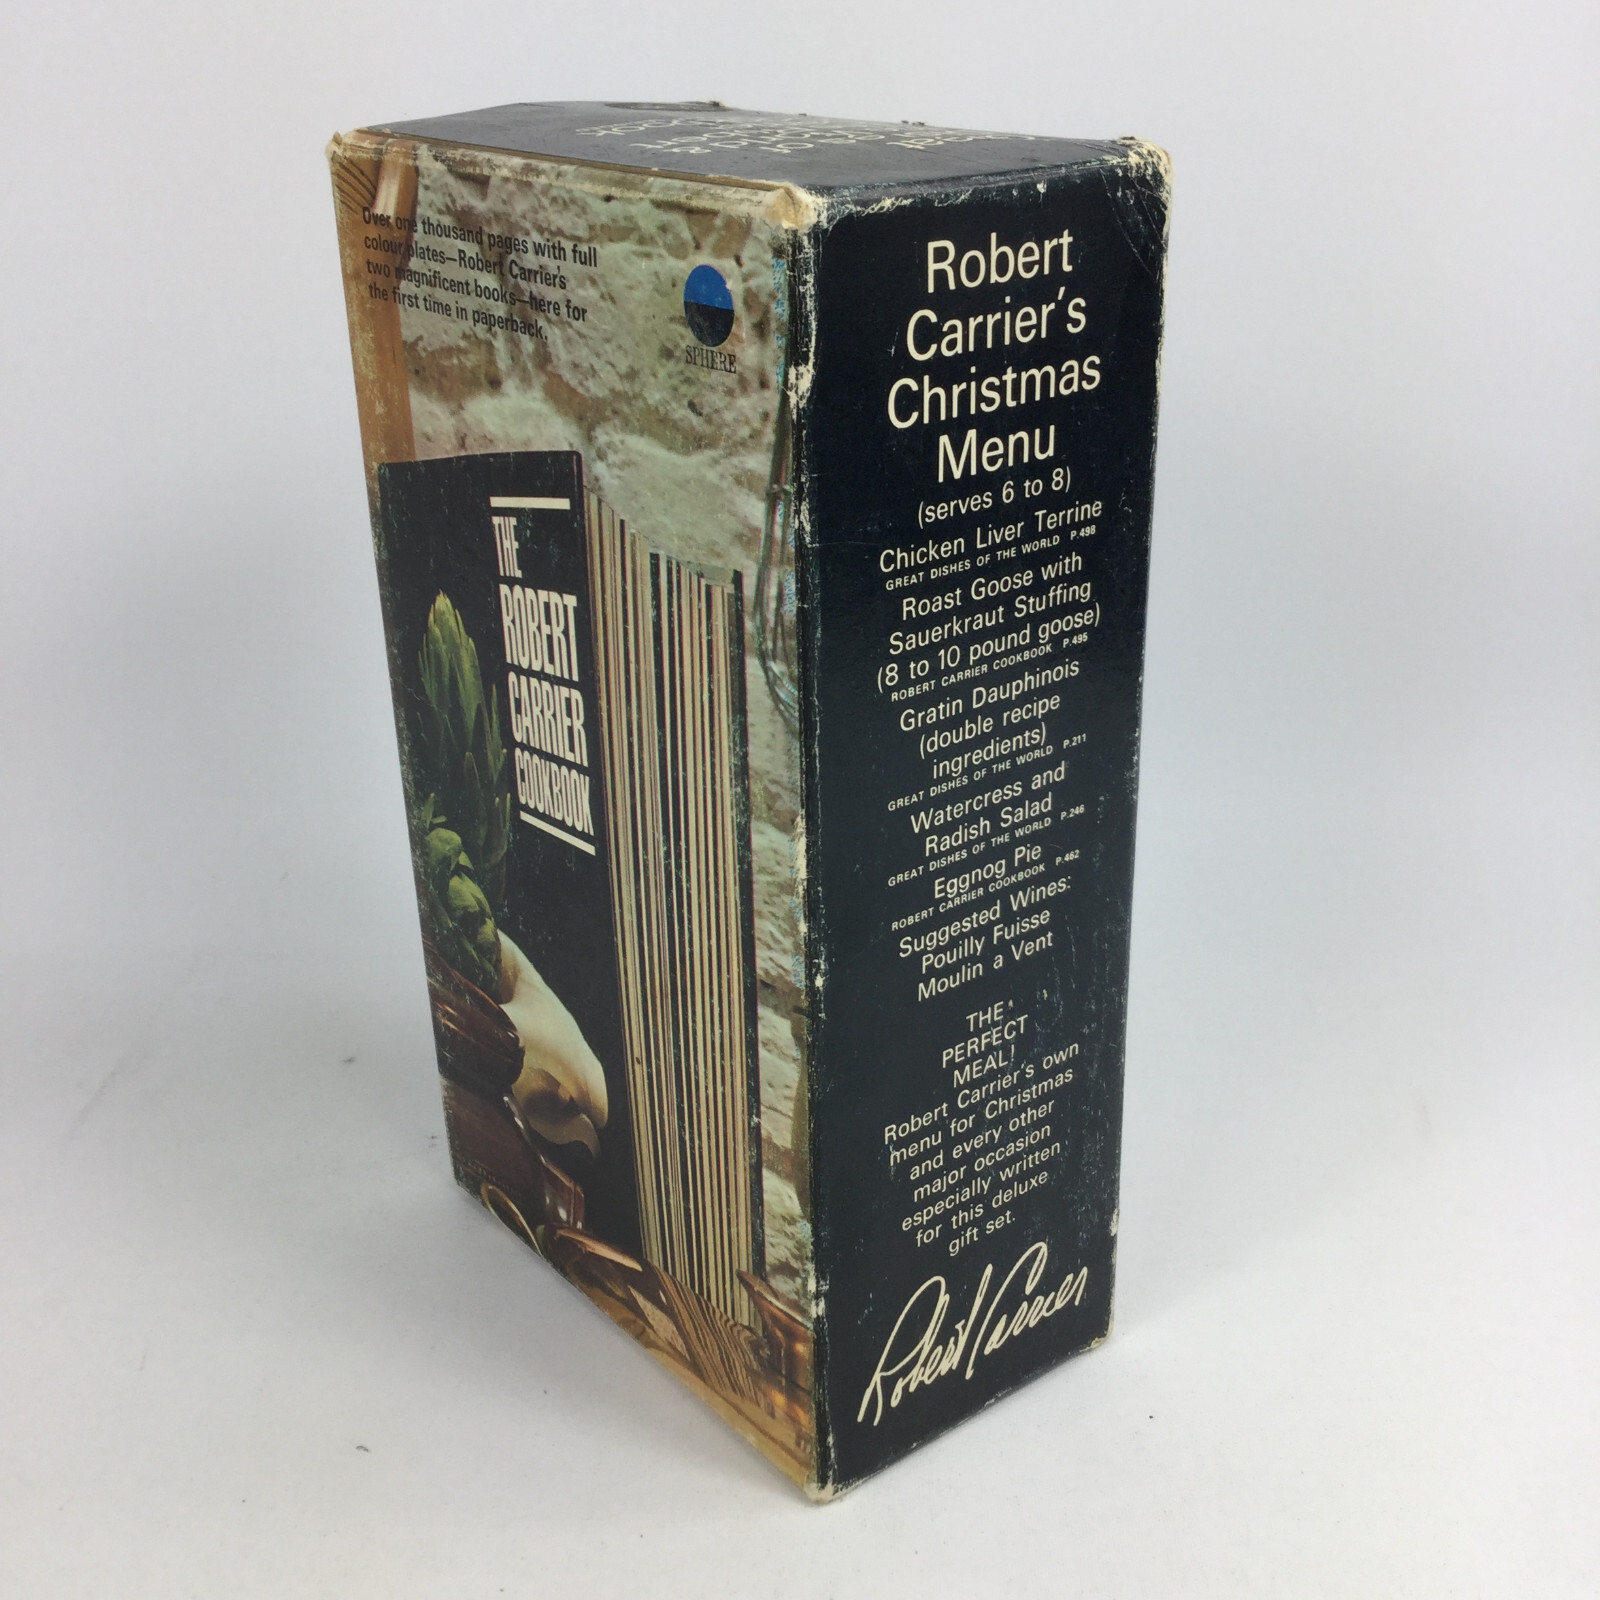 Over one thousand pages with full
colour plates—Robert Carrier's
two magnificent books—here for
the first time in paperback.
SPHERE
THE
ROBERT
CARRIER
COOKBOOK
Robert
Carrier's
Christmas
Menu
(serves 6 to 8)
Chicken Liver Terrine
GREAT DISHES OF THE WORLD P.498
Roast Goose with
Sauerkraut Stuffing
(8 to 10 pound goose)
ROBERT CARRIER COOKBOOK P.495
Gratin Dauphinois
(double recipe
ingredients)
GREAT DISHES OF THE WORLD P.211
Watercress and
Radish Salad
GREAT DISHES OF THE WORLD P.246
Eggnog Pie
ROBERT CARRIER COOKBOOK P.462
Suggested Wines:
Pouilly Fuisse
Moulin a Vent
THE
PERFECT
MEAL!
Robert Carrier's own
menu for Christmas
and every other
major occasion
especially written
for this deluxe
gift set.
Robert Carrier